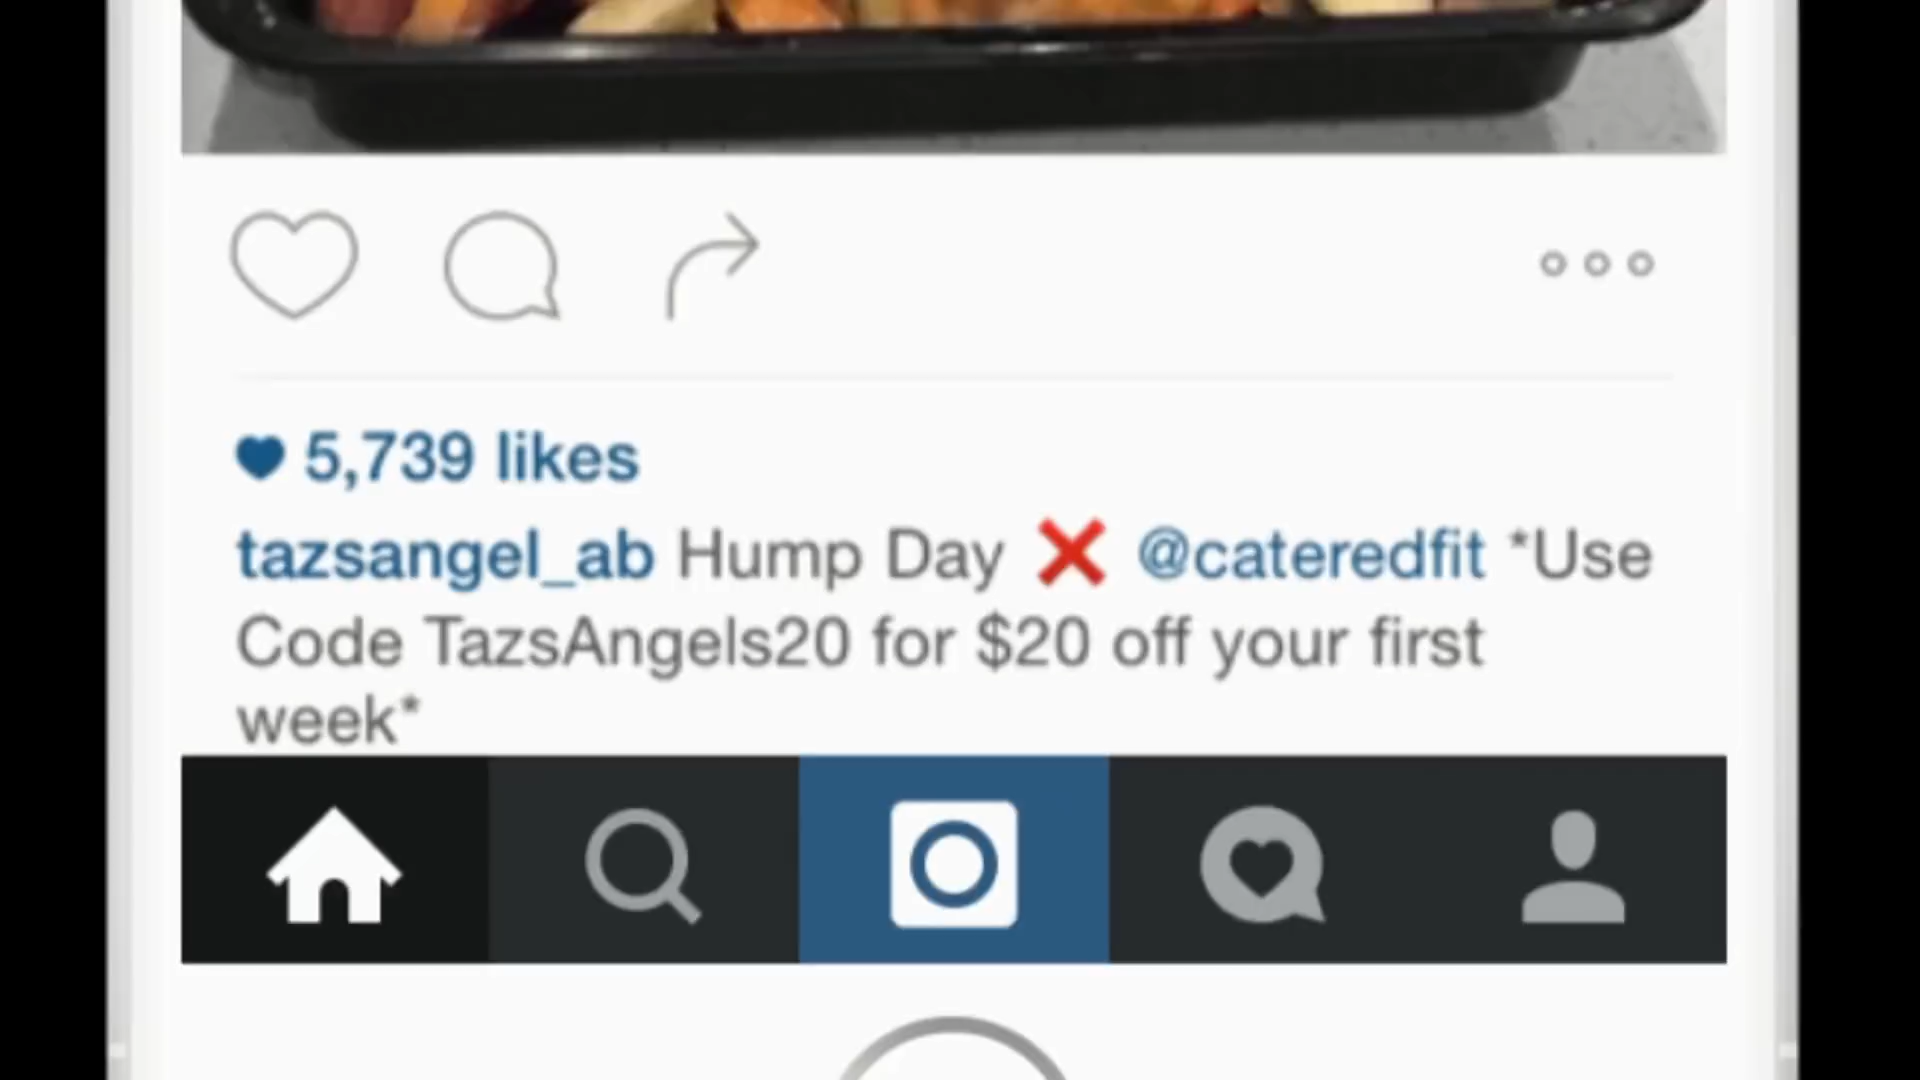 5,739 likes
tazsangel_ab Hump Day ❌ @cateredfit *Use
Code TazsAngels20 for $20 off your first
week*